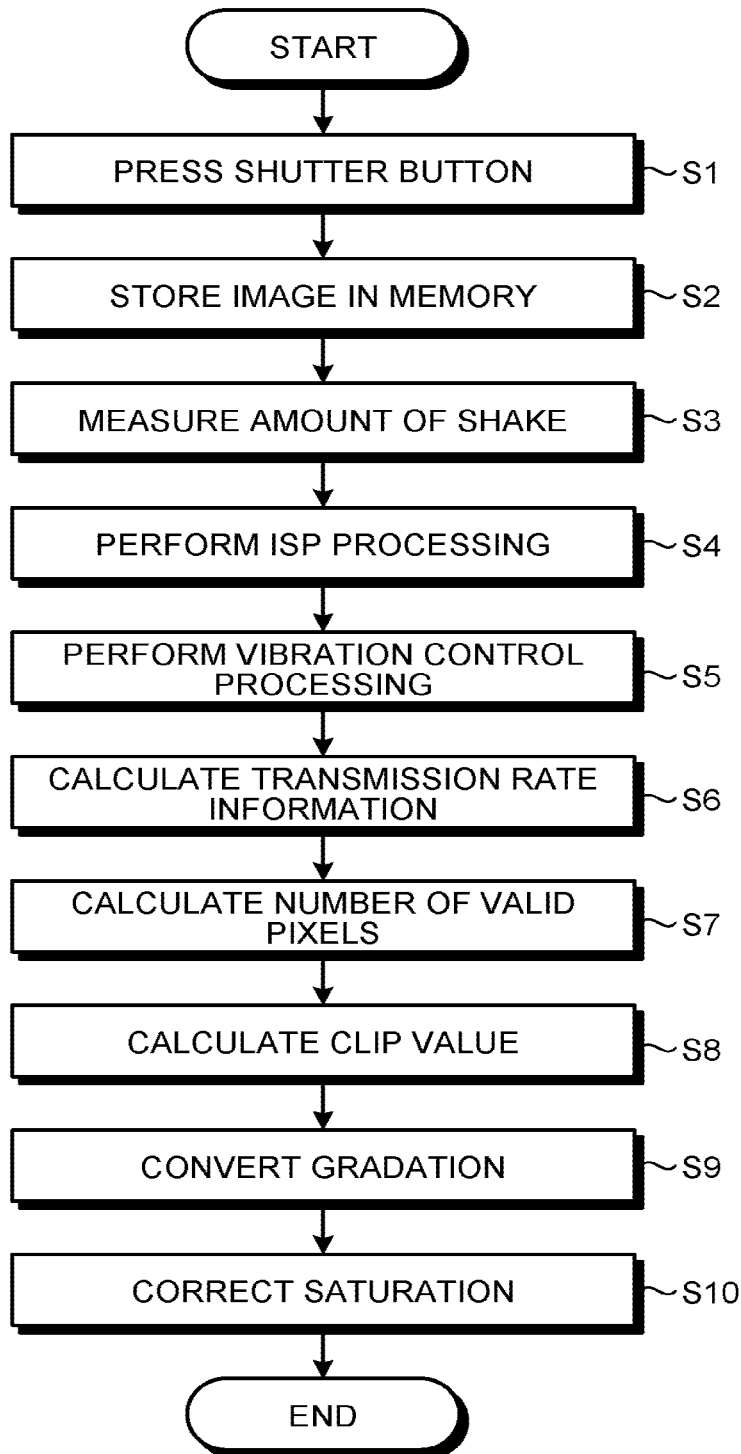 START
PRESS SHUTTER BUTTON
S1
STORE IMAGE IN MEMORY
S2
MEASURE AMOUNT OF SHAKE
S3
PERFORM ISP PROCESSING
S4
PERFORM VIBRATION CONTROL
PROCESSING
S5
CALCULATE TRANSMISSION RATE
INFORMATION
S6
CALCULATE NUMBER OF VALID
PIXELS
S7
CALCULATE CLIP VALUE
S8
CONVERT GRADATION
S9
CORRECT SATURATION
S10
END